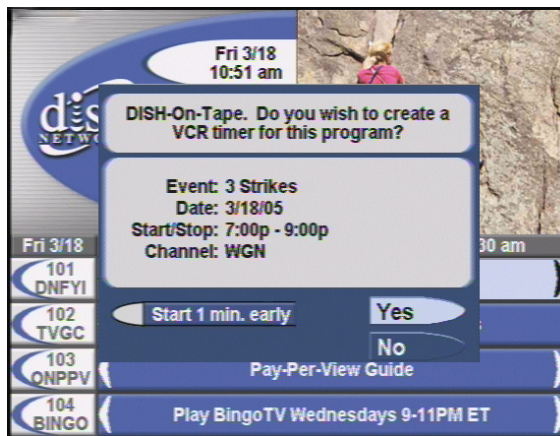 Fri 3/18
10:51 am
dis
NETWO
DISH-On-Tape. Do you wish to create a
VCR timer for this program?
Event: 3 Strikes
Date: 3/18/05
Start/Stop: 7:00p - 9:00p
Channel: WGN
Start 1 min. early
Yes
No
Fri 3/18
30 am
101
DNFYI
102
TVGC
103
ONPPV
Pay-Per-View Guide
104
BINGO
Play BingoTV Wednesdays 9-11PM ET